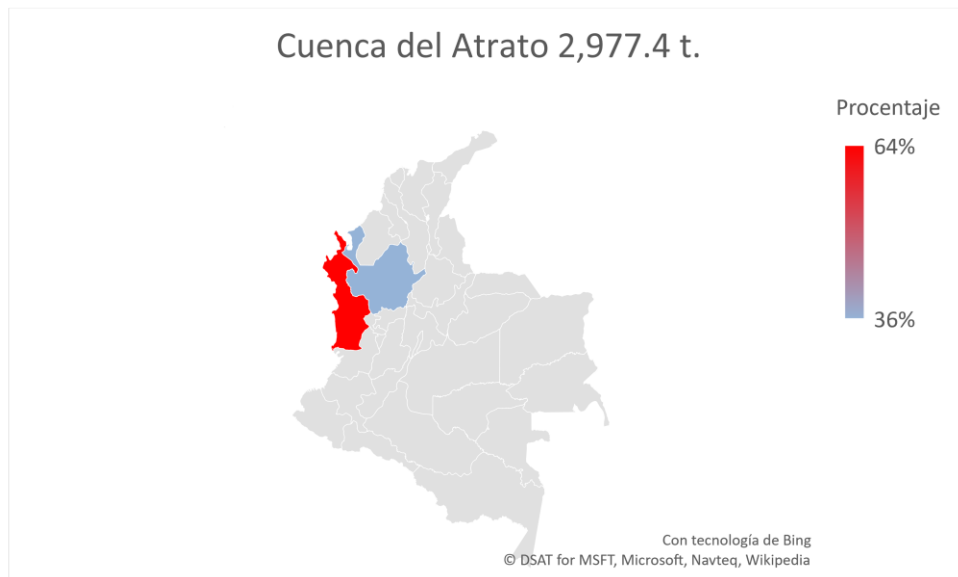 Cuenca del Atrato 2,977.4 t.
Procentaje
64%
36%
Con tecnología de Bing
© DSAT for MSFT, Microsoft, Navteq, Wikipedia